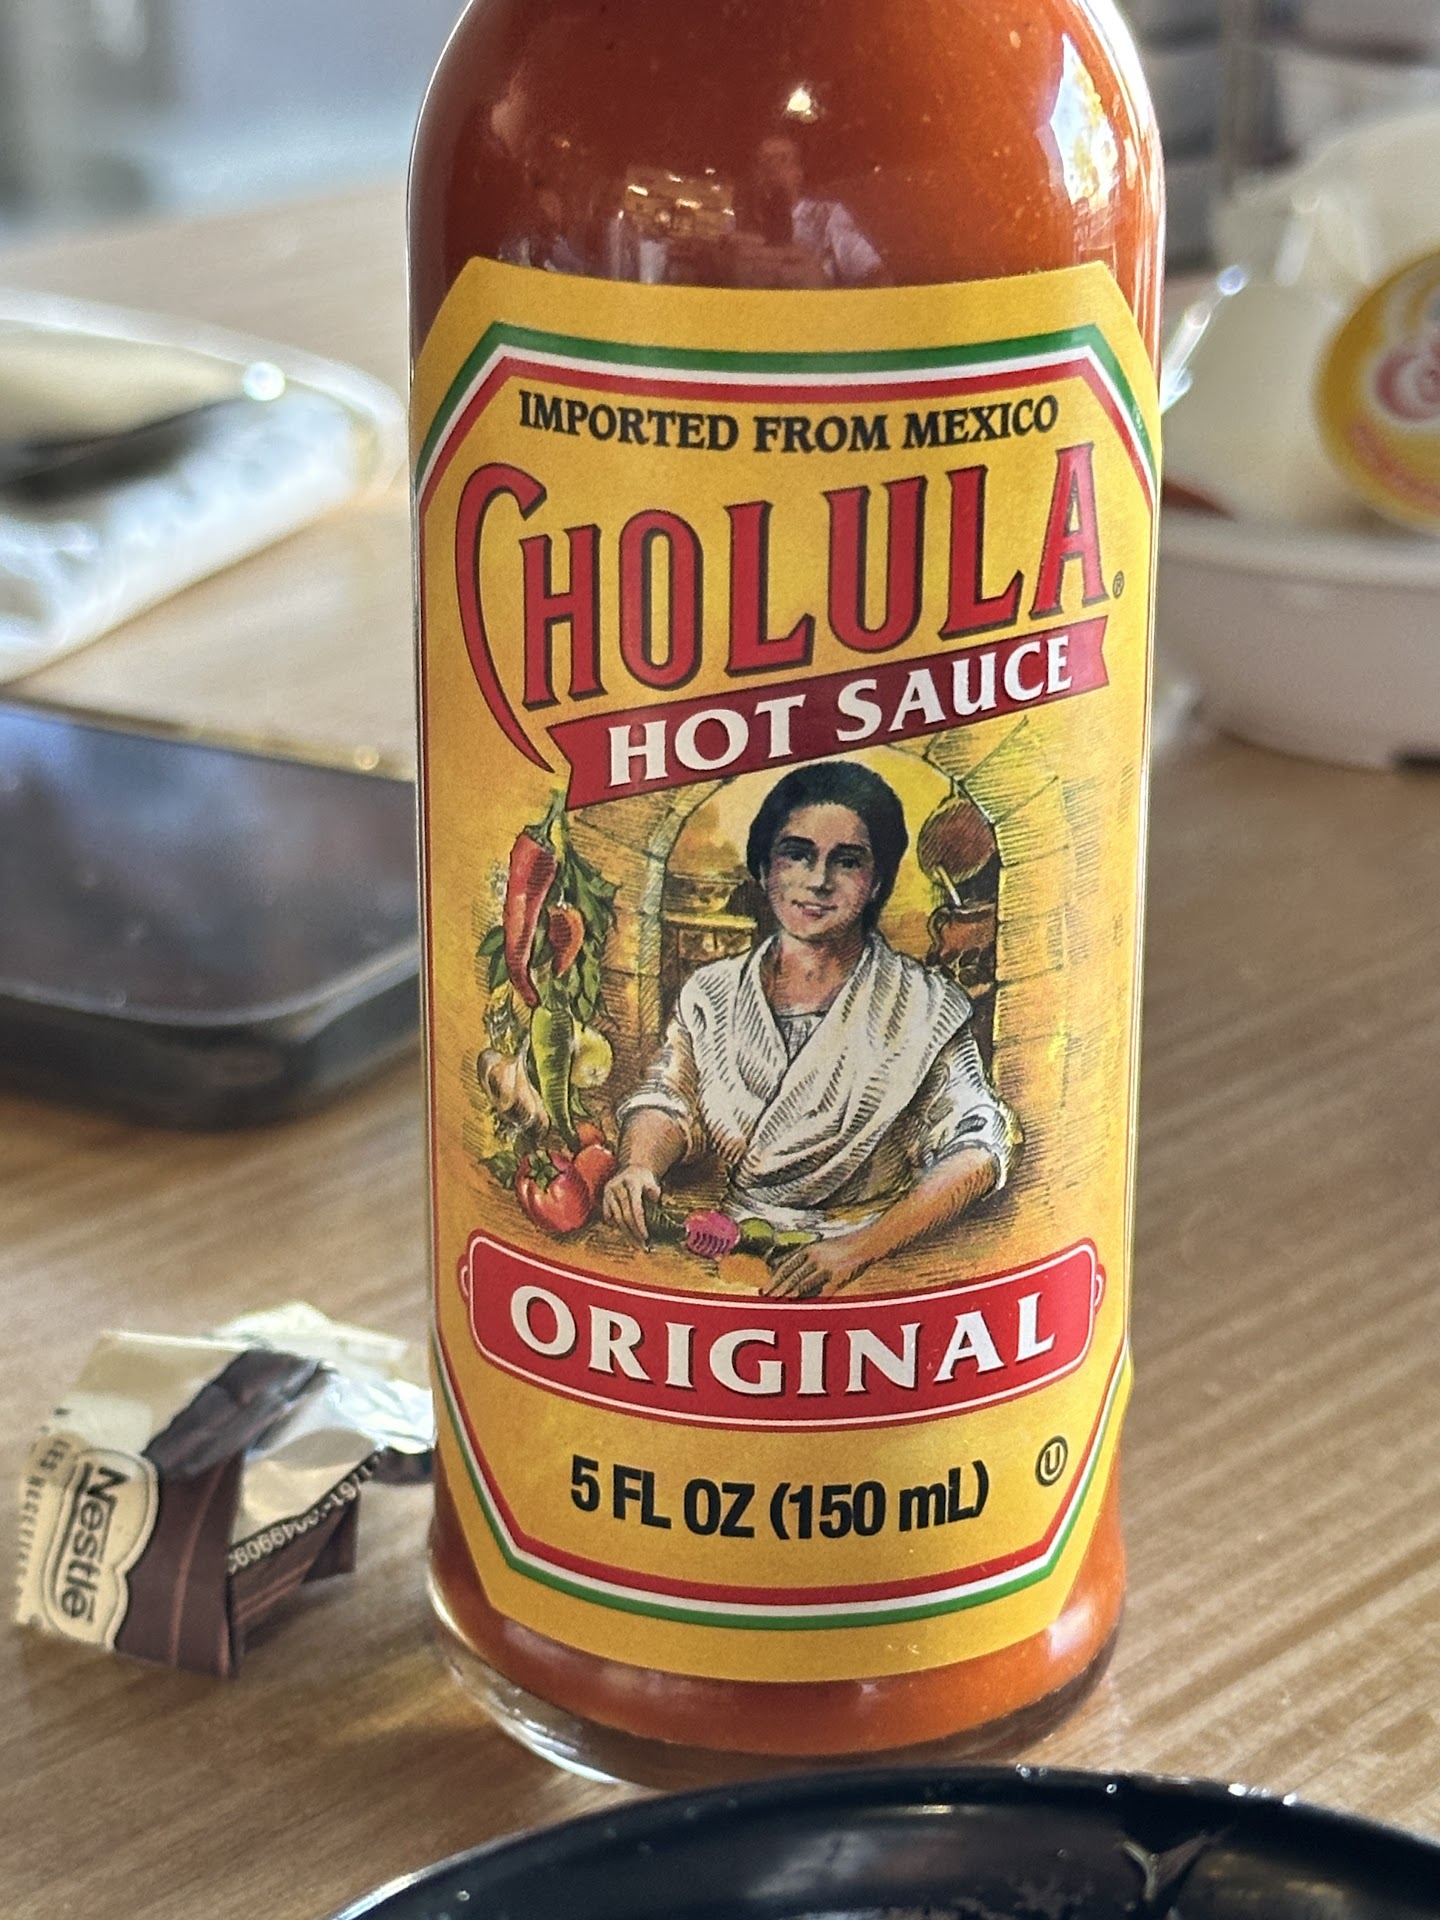 IMPORTED FROM MEXICO
CHOLULA®
HOT SAUCE
ORIGINAL
5 FL OZ (150 mL)
U
Nestlé